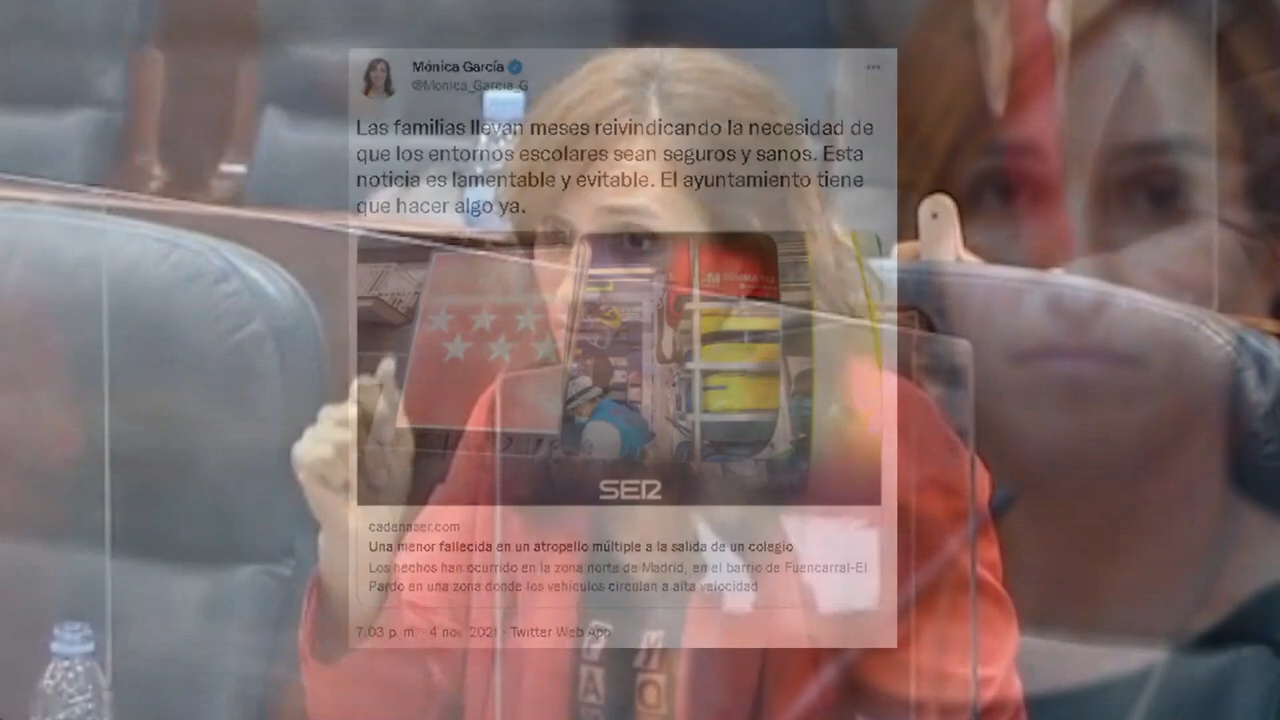 Mónica García
@Monica_Garcia_G
Las familias llevan meses reivindicando la necesidad de
que los entornos escolares sean seguros y sanos. Esta
noticia es lamentable y evitable. El ayuntamiento tiene
que hacer algo ya.
SUMMA 112
SER
cadenaser.com
Una menor fallecida en un atropello múltiple a la salida de un colegio
Los hechos han ocurrido en la zona norte de Madrid, en el barrio de Fuencarral-El
Pardo en una zona donde los vehículos circulan a alta velocidad
7:03 p. m. · 4 nov. 2021 · Twitter Web App